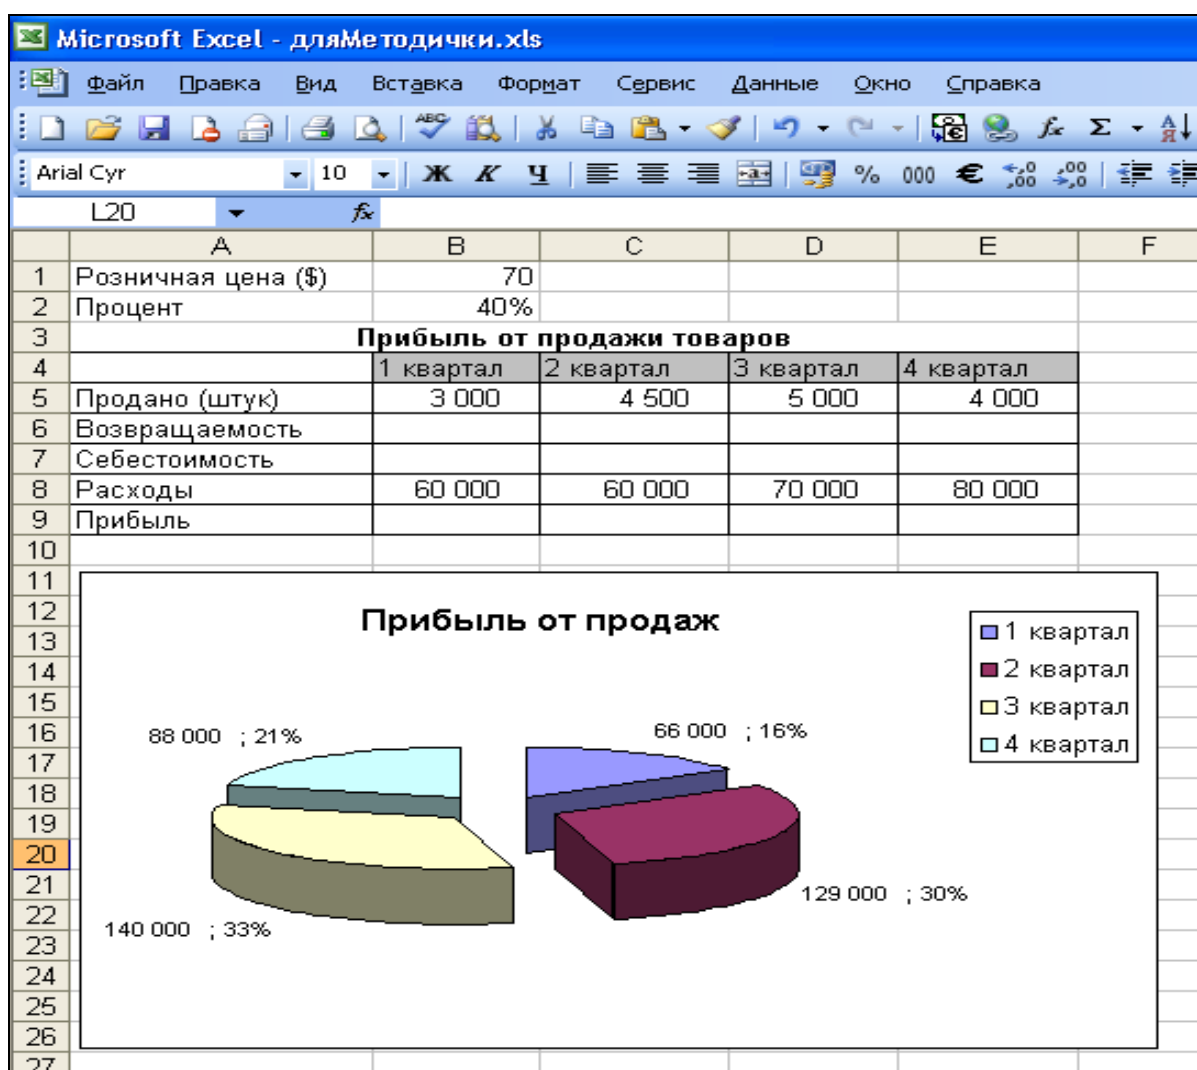 Microsoft Excel - дляМетодички.xls
Файл Правка Вид Вставка Формат Сервис Данные Окно Справка
ABC Σ А Я
Arial Cyr 10 Ж К Ч % 000 € ,0 ,00 ,00 ,0
L20 fx
A B C D E F
1 Розничная цена ($) 70
2 Процент 40%
3 Прибыль от продажи товаров
4 1 квартал 2 квартал 3 квартал 4 квартал
5 Продано (штук) 3 000 4 500 5 000 4 000
6 Возвращаемость
7 Себестоимость
8 Расходы 60 000 60 000 70 000 80 000
9 Прибыль
10
11
12
13
14
15
16
17
18
19
20
21
22
23
24
25
26
27
Прибыль от продаж
1 квартал
2 квартал
3 квартал
4 квартал
88 000 ; 21%
66 000 ; 16%
129 000 ; 30%
140 000 ; 33%